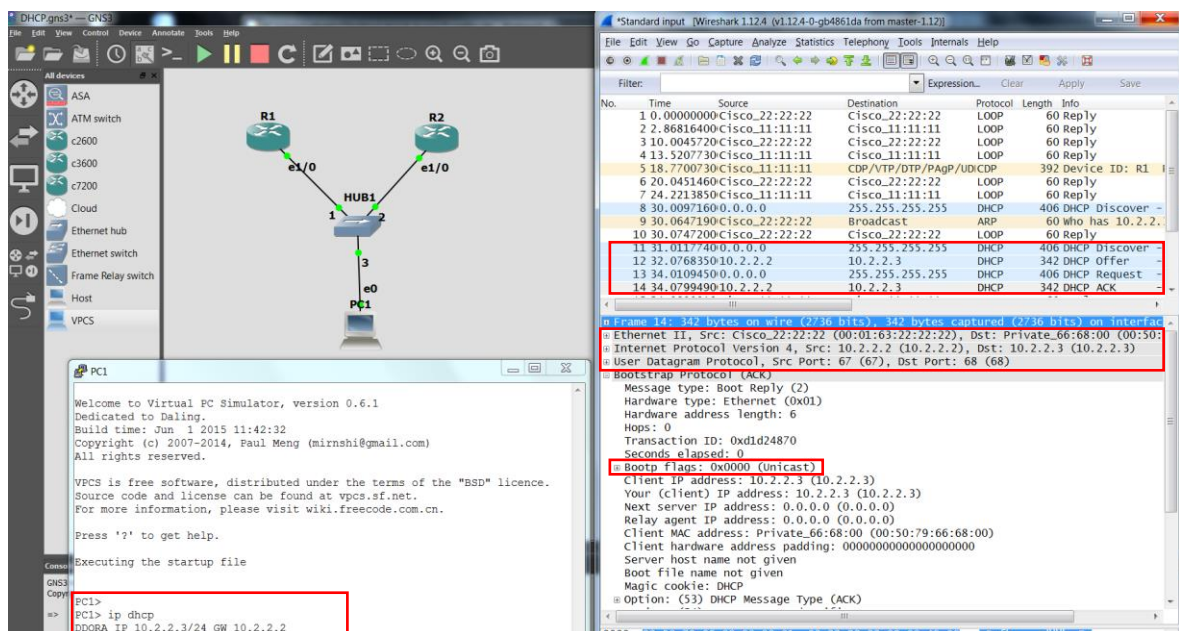 DHCP.gns3* — GNS3
File Edit View Control Device Annotate Tools Help
All devices
ASA
ATM switch
c2600
c3600
c7200
Cloud
Ethernet hub
Ethernet switch
Frame Relay switch
Host
VPCS
R1
R2
e1/0
e1/0
HUB1
1
2
3
e0
PC1
PC1
Welcome to Virtual PC Simulator, version 0.6.1
Dedicated to Daling.
Build time: Jun 1 2015 11:42:32
Copyright (c) 2007-2014, Paul Meng (mirnshi@gmail.com)
All rights reserved.
VPCS is free software, distributed under the terms of the "BSD" licence.
Source code and license can be found at vpcs.sf.net.
For more information, please visit wiki.freecode.com.cn.
Press '?' to get help.
Executing the startup file
PC1>
PC1> ip dhcp
DDORA IP 10.2.2.3/24 GW 10.2.2.2
Conso
GNS3
Copyr
=>
*Standard input [Wireshark 1.12.4 (v1.12.4-0-gb4861da from master-1.12)]
File Edit View Go Capture Analyze Statistics Telephony Tools Internals Help
Filter: Expression... Clear Apply Save
No. Time Source Destination Protocol Length Info
1 0.00000000 Cisco_22:22:22 Cisco_22:22:22 LOOP 60 Reply
2 2.86816400 Cisco_11:11:11 Cisco_11:11:11 LOOP 60 Reply
3 10.0045720 Cisco_22:22:22 Cisco_22:22:22 LOOP 60 Reply
4 13.5207730 Cisco_11:11:11 Cisco_11:11:11 LOOP 60 Reply
5 18.7700730 Cisco_11:11:11 CDP/VTP/DTP/PAgP/UDI CDP 392 Device ID: R1
6 20.0451460 Cisco_22:22:22 Cisco_22:22:22 LOOP 60 Reply
7 24.2213850 Cisco_11:11:11 Cisco_11:11:11 LOOP 60 Reply
8 30.0097160 0.0.0.0 255.255.255.255 DHCP 406 DHCP Discover -
9 30.0647190 Cisco_22:22:22 Broadcast ARP 60 Who has 10.2.2.
10 30.0747200 Cisco_22:22:22 Cisco_22:22:22 LOOP 60 Reply
11 31.0117740 0.0.0.0 255.255.255.255 DHCP 406 DHCP Discover -
12 32.0768350 10.2.2.2 10.2.2.3 DHCP 342 DHCP Offer -
13 34.0109450 0.0.0.0 255.255.255.255 DHCP 406 DHCP Request -
14 34.0799490 10.2.2.2 10.2.2.3 DHCP 342 DHCP ACK -
Frame 14: 342 bytes on wire (2736 bits), 342 bytes captured (2736 bits) on interfac
Ethernet II, Src: Cisco_22:22:22 (00:01:63:22:22:22), Dst: Private_66:68:00 (00:50:
Internet Protocol Version 4, Src: 10.2.2.2 (10.2.2.2), Dst: 10.2.2.3 (10.2.2.3)
User Datagram Protocol, Src Port: 67 (67), Dst Port: 68 (68)
Bootstrap Protocol (ACK)
Message type: Boot Reply (2)
Hardware type: Ethernet (0x01)
Hardware address length: 6
Hops: 0
Transaction ID: 0xd1d24870
Seconds elapsed: 0
Bootp flags: 0x0000 (Unicast)
Client IP address: 10.2.2.3 (10.2.2.3)
Your (client) IP address: 10.2.2.3 (10.2.2.3)
Next server IP address: 0.0.0.0 (0.0.0.0)
Relay agent IP address: 0.0.0.0 (0.0.0.0)
Client MAC address: Private_66:68:00 (00:50:79:66:68:00)
Client hardware address padding: 00000000000000000000
Server host name not given
Boot file name not given
Magic cookie: DHCP
Option: (53) DHCP Message Type (ACK)